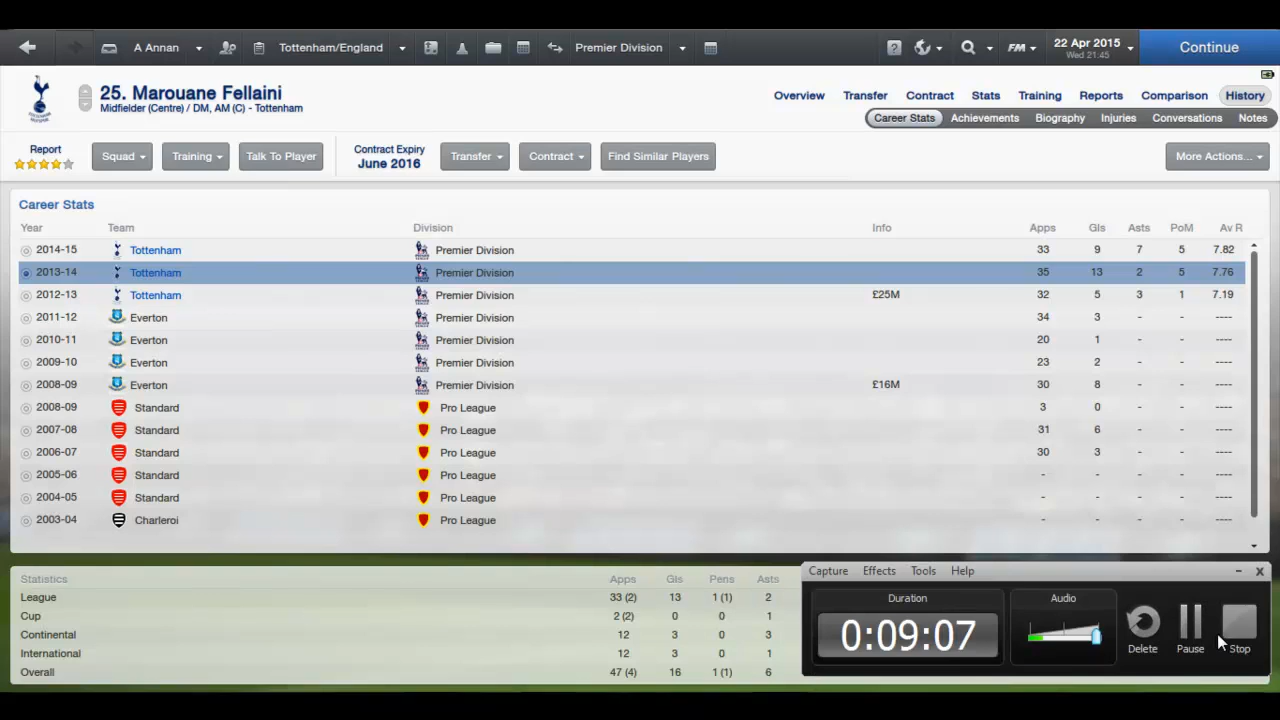 A Annan Tottenham/England Premier Division FM 22 Apr 2015 Continue
Wed 21:45
25. Marouane Fellaini
Midfielder (Centre) / DM, AM (C) - Tottenham
Overview Transfer Contract Stats Training Reports Comparison History
Career Stats Achievements Biography Injuries Conversations Notes
Report Squad Training Talk To Player Contract Expiry June 2016 Transfer Contract Find Similar Players More Actions...
Career Stats
Year Team Division Info Apps Gls Asts PoM Av R
2014-15 Tottenham Premier Division 33 9 7 5 7.82
2013-14 Tottenham Premier Division 35 13 2 5 7.76
2012-13 Tottenham Premier Division £25M 32 5 3 1 7.19
2011-12 Everton Premier Division 34 3 - - ----
2010-11 Everton Premier Division 20 1 - - ----
2009-10 Everton Premier Division 23 2 - - ----
2008-09 Everton Premier Division £16M 30 8 - - ----
2008-09 Standard Pro League 3 0 - - ----
2007-08 Standard Pro League 31 6 - - ----
2006-07 Standard Pro League 30 3 - - ----
2005-06 Standard Pro League - - - - ----
2004-05 Standard Pro League - - - - ----
2003-04 Charleroi Pro League - - - - ----
Statistics Apps Gls Pens Asts
League 33 (2) 13 1 (1) 2
Cup 2 (2) 0 0 1
Continental 12 3 0 3
International 12 3 0 1
Overall 47 (4) 16 1 (1) 6
Capture Effects Tools Help
Duration Audio
0:09:07
Delete Pause Stop